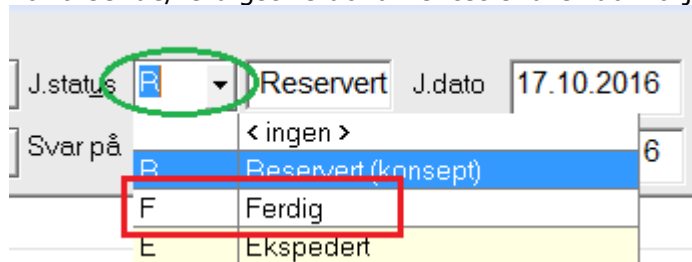 J.status R Reservert J.dato 17.10.2016
Svar på 6
< ingen >
R Reservert (konsept)
F Ferdig
E Ekspedert